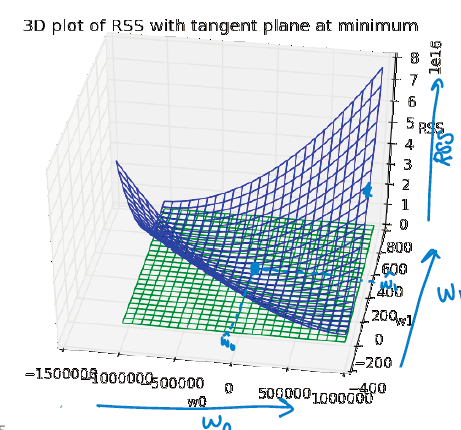 3D plot of RSS with tangent plane at minimum
1e16
8
7
6
5
4
3
2
1
0
RSS
RSS
800
600
400
200
0
−200
−400
w1
w1
ŵ1
ŵ0
−1500000
−1000000
−500000
0
500000
1000000
w0
w0